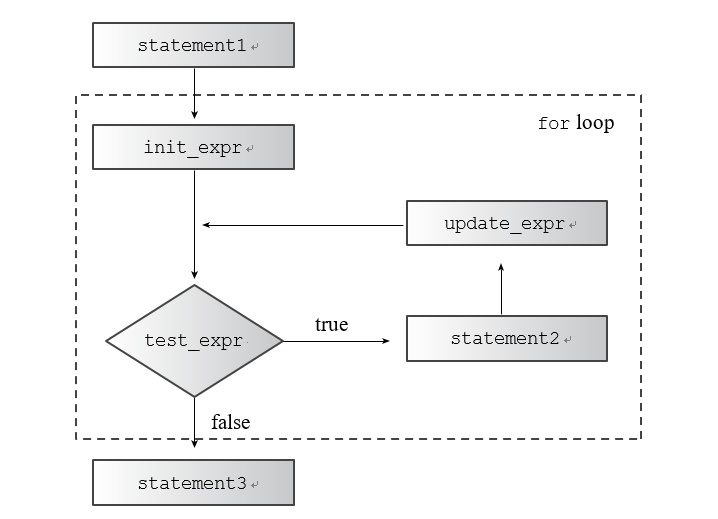 statement1
for loop
init_expr
update_expr
true
test_expr
statement2
false
statement3